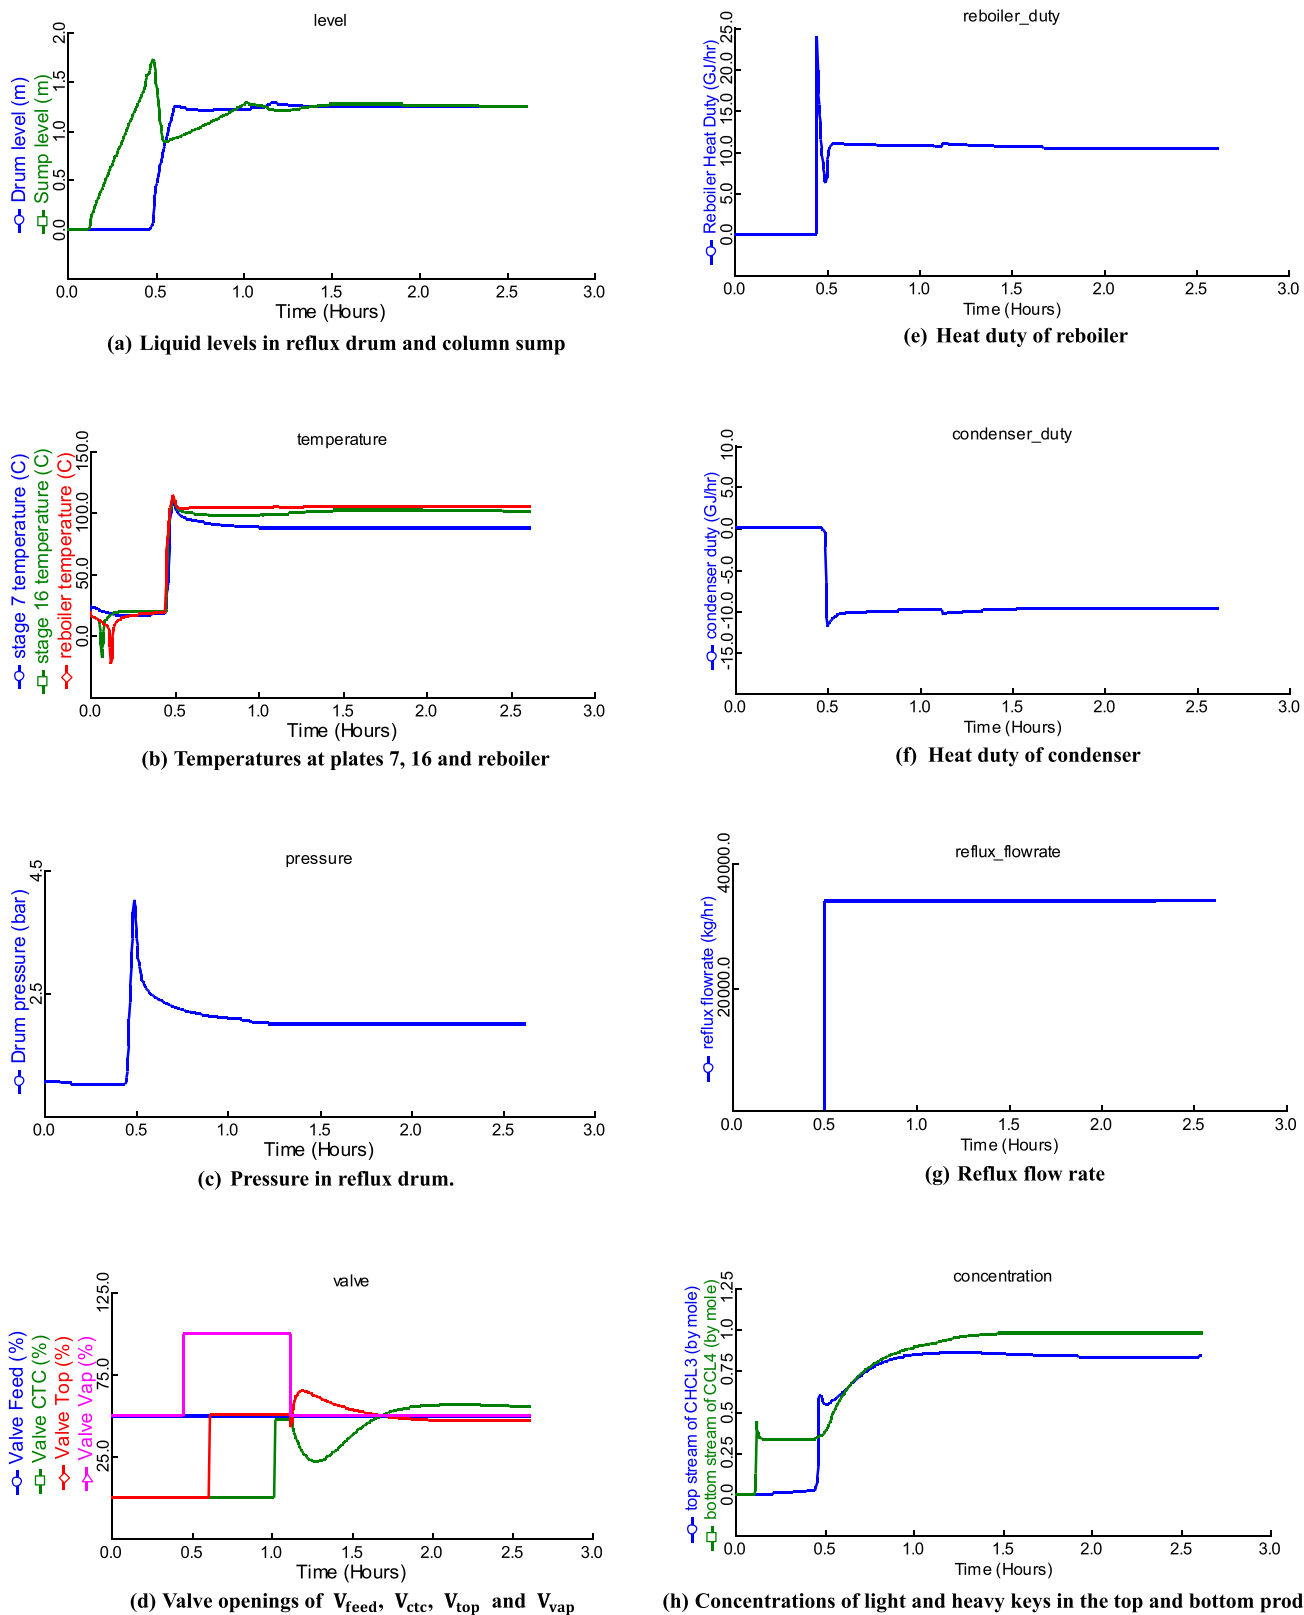 level
Drum level (m)
Sump level (m)
2.0
1.5
1.0
0.5
0.0
0.0 0.5 1.0 1.5 2.0 2.5 3.0
Time (Hours)
(a) Liquid levels in reflux drum and column sump
reboiler_duty
Reboiler Heat Duty (GJ/hr)
25.0
20.0
15.0
10.0
5.0
0.0
0.0 0.5 1.0 1.5 2.0 2.5 3.0
Time (Hours)
(e) Heat duty of reboiler
temperature
stage 7 temperature (C)
stage 16 temperature (C)
reboiler temperature (C)
150.0
100.0
50.0
0.0
0.0 0.5 1.0 1.5 2.0 2.5 3.0
Time (Hours)
(b) Temperatures at plates 7, 16 and reboiler
condenser_duty
condenser duty (GJ/hr)
10.0
5.0
0.0
-5.0
-10.0
-15.0
0.0 0.5 1.0 1.5 2.0 2.5 3.0
Time (Hours)
(f) Heat duty of condenser
pressure
Drum pressure (bar)
4.5
2.5
0.0 0.5 1.0 1.5 2.0 2.5 3.0
Time (Hours)
(c) Pressure in reflux drum.
reflux_flowrate
reflux flowrate (kg/hr)
40000.0
20000.0
0.0 0.5 1.0 1.5 2.0 2.5 3.0
Time (Hours)
(g) Reflux flow rate
valve
Valve Feed (%)
Valve CTC (%)
Valve Top (%)
Valve Vap (%)
125.0
75.0
25.0
0.0 0.5 1.0 1.5 2.0 2.5 3.0
Time (Hours)
(d) Valve openings of Vfeed, Vctc, Vtop and Vvap
concentration
top stream of CHCL3 (by mole)
bottom stream of CCL4 (by mole)
1.25
1.0
0.75
0.5
0.25
0.0
0.0 0.5 1.0 1.5 2.0 2.5 3.0
Time (Hours)
(h) Concentrations of light and heavy keys in the top and bottom prod